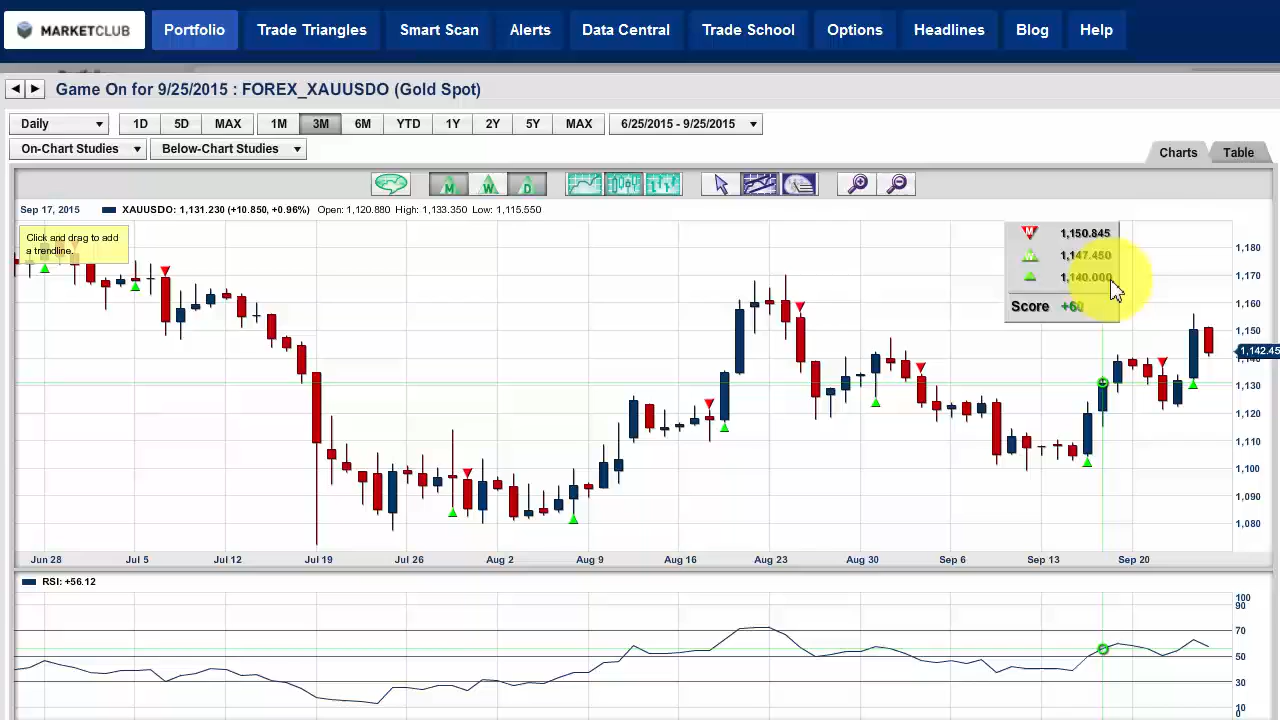 MARKETCLUB Portfolio Trade Triangles Smart Scan Alerts Data Central Trade School Options Headlines Blog Help
Game On for 9/25/2015 : FOREX_XAUUSDO (Gold Spot)
Daily 1D 5D MAX 1M 3M 6M YTD 1Y 2Y 5Y MAX 6/25/2015 - 9/25/2015
On-Chart Studies Below-Chart Studies
Charts Table
M W D
Sep 17, 2015 XAUUSDO: 1,131.230 (+10.850, +0.96%) Open: 1,120.880 High: 1,133.350 Low: 1,115.550
Click and drag to add
a trendline.
M 1,150.845
W 1,147.450
1,140.000
Score +60
1,180
1,170
1,160
1,150
1,142.45
1,140
1,130
1,120
1,110
1,100
1,090
1,080
Jun 28 Jul 5 Jul 12 Jul 19 Jul 26 Aug 2 Aug 9 Aug 16 Aug 23 Aug 30 Sep 6 Sep 13 Sep 20
RSI: +56.12
100
90
70
50
30
10
0